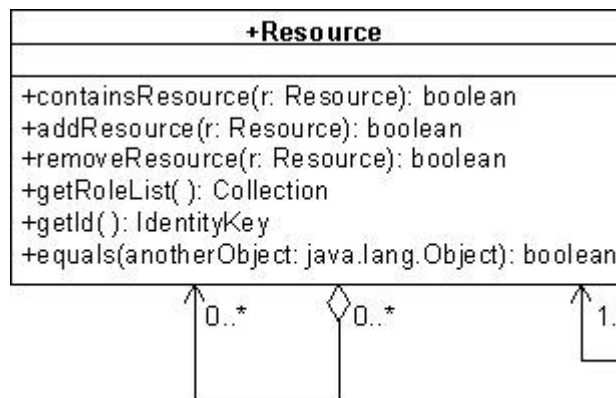 +Resource
+containsResource(r: Resource): boolean
+addResource(r: Resource): boolean
+removeResource(r: Resource): boolean
+getRoleList( ): Collection
+getId( ): IdentityKey
+equals(anotherObject: java.lang.Object): boolean
0..* 0..* 1.